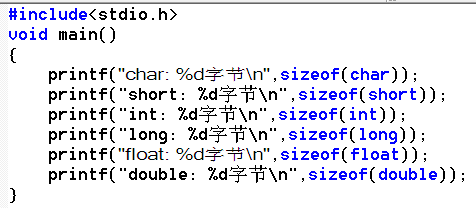 #include<stdio.h>
void main()
{
    printf("char: %d字节\n",sizeof(char));
    printf("short: %d字节\n",sizeof(short));
    printf("int: %d字节\n",sizeof(int));
    printf("long: %d字节\n",sizeof(long));
    printf("float: %d字节\n",sizeof(float));
    printf("double: %d字节\n",sizeof(double));
}